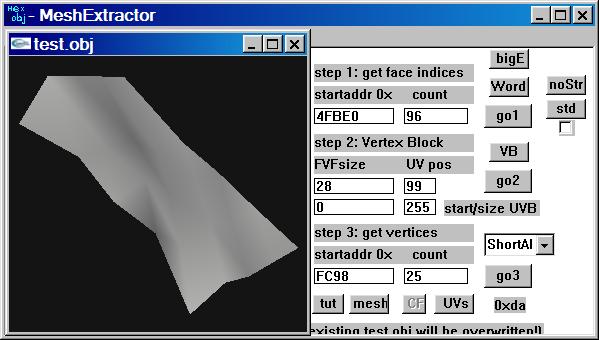 Hex
obj - MeshExtractor
test.obj
bigE
step 1: get face indices
Word
noStr
startaddr 0x count
4FBE0 96
go1
std
step 2: Vertex Block
VB
FVFsize UV pos
28 99
go2
0 255 start/size UVB
step 3: get vertices
ShortAl
startaddr 0x count
FC98 25
go3
tut mesh CF UVs 0xda
existing test.obj will be overwritten!)